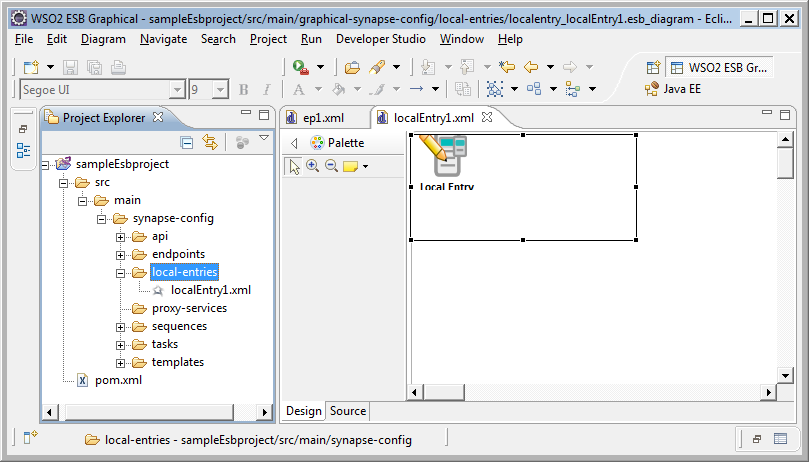 WSO2 ESB Graphical - sampleEsbproject/src/main/graphical-synapse-config/local-entries/localentry_localEntry1.esb_diagram - Ecli...
File Edit Diagram Navigate Search Project Run Developer Studio Window Help
WSO2 ESB Gr...
Segoe UI 9 B I A
Java EE
Project Explorer
ep1.xml localEntry1.xml
Palette
Local Entry
sampleEsbproject
src
main
synapse-config
api
endpoints
local-entries
localEntry1.xml
proxy-services
sequences
tasks
templates
pom.xml
Design Source
local-entries - sampleEsbproject/src/main/synapse-config